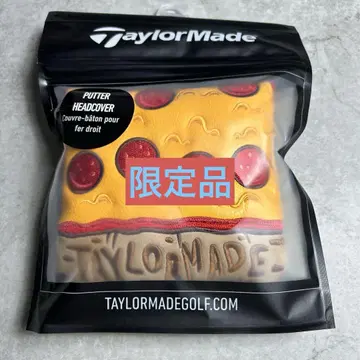 TaylorMade
PUTTER
HEADCOVER
Couvre-bâton pour
fer droit
限定品
TAYLORMADE
TAYLORMADEGOLF.COM